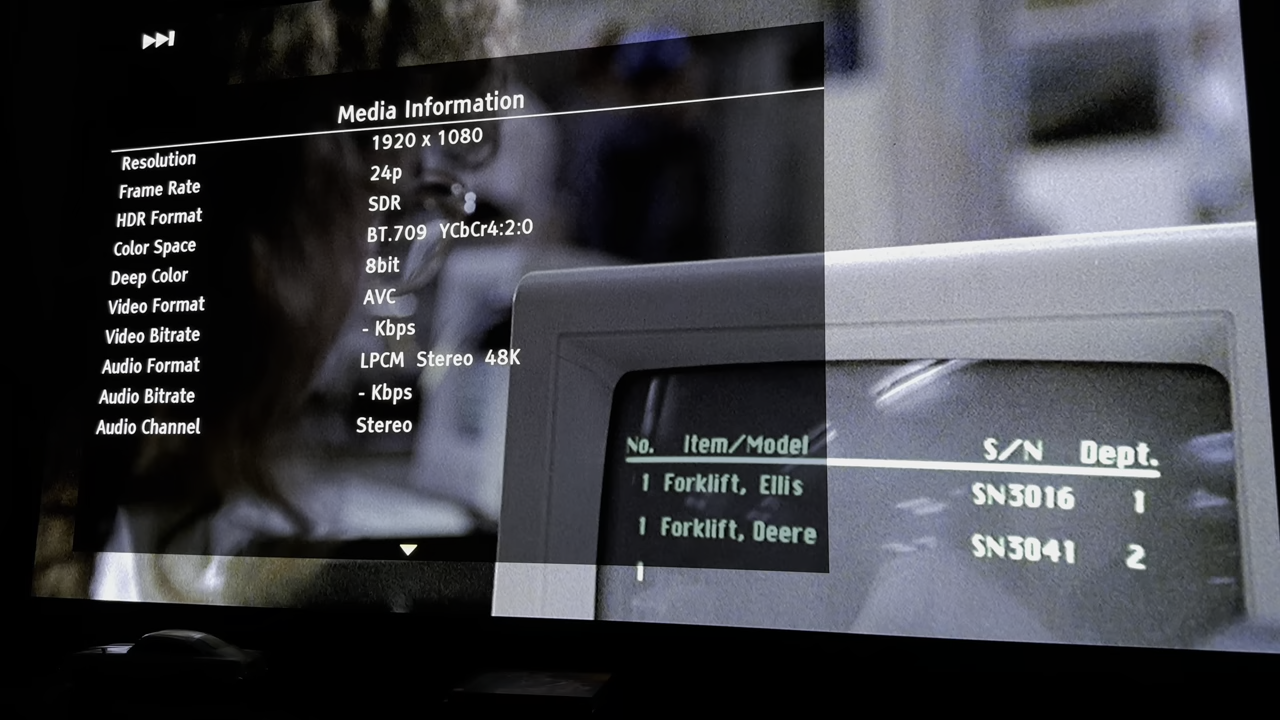 Media Information
Resolution 1920 x 1080
Frame Rate 24p
HDR Format SDR
Color Space BT.709 YCbCr4:2:0
Deep Color 8bit
Video Format AVC
Video Bitrate - Kbps
Audio Format LPCM Stereo 48K
Audio Bitrate - Kbps
Audio Channel Stereo
No. Item/Model S/N Dept.
1 Forklift, Ellis SN3016 1
1 Forklift, Deere SN3041 2
1